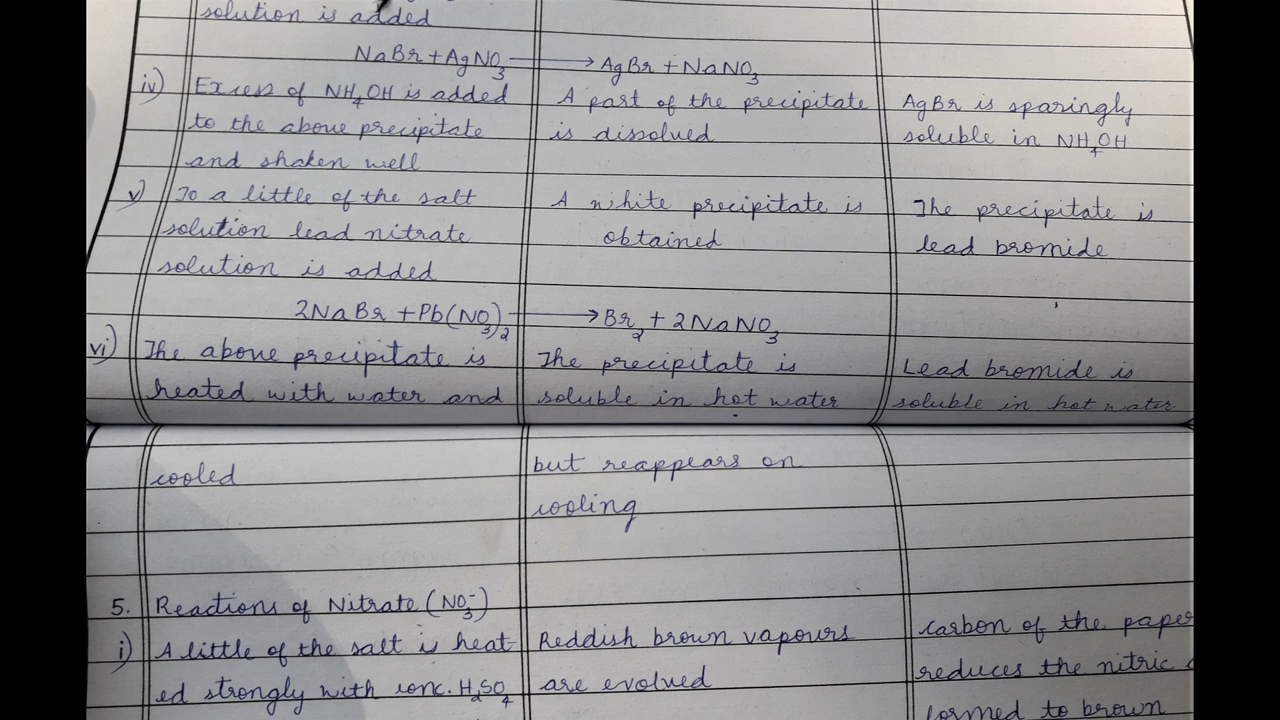 solution is added
NaBr + AgNO3 → AgBr + NaNO3
iv) Excess of NH4OH is added
to the above precipitate
and shaken well
A part of the precipitate
is dissolved
AgBr is sparingly
soluble in NH4OH
v) To a little of the salt
solution lead nitrate
solution is added
A white precipitate is
obtained
The precipitate is
lead bromide
2NaBr + Pb(NO3)2 → Br2 + 2NaNO3
vi) The above precipitate is
heated with water and
cooled
The precipitate is
soluble in hot water
but reappears on
cooling
Lead bromide is
soluble in hot water
5. Reactions of Nitrate (NO3-)
i) A little of the salt is heat-
ed strongly with conc. H2SO4
Reddish brown vapours
are evolved
carbon of the paper
reduces the nitric
formed to brown